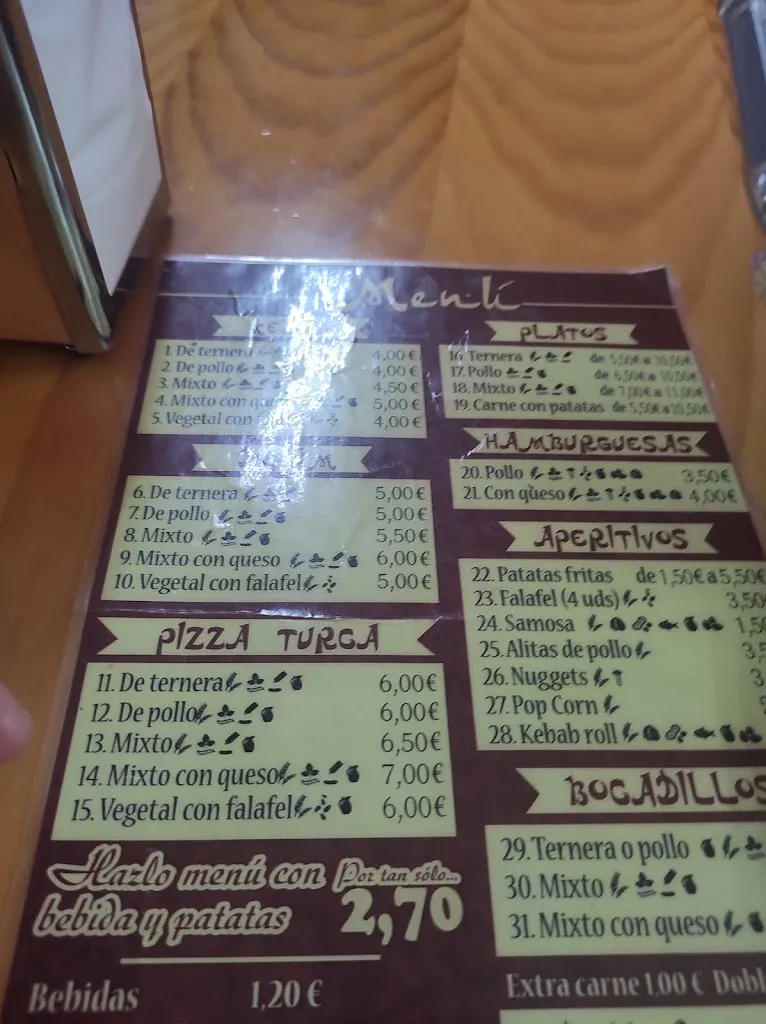 Menú
1. De ternera 4,00 €
2. De pollo 4,00 €
3. Mixto 4,50 €
4. Mixto con 5,00 €
5. Vegetal con 4,00 €
6. De ternera 5,00 €
7. De pollo 5,00 €
8. Mixto 5,50 €
9. Mixto con queso 6,00 €
10. Vegetal con falafel 5,00 €
PIZZA TURCA
11. De ternera 6,00€
12. De pollo 6,00€
13. Mixto 6,50€
14. Mixto con queso 7,00€
15. Vegetal con falafel 6,00€
Hazlo menú con
bebida y patatas
Por tan sólo...
2,70
Bebidas 1,20 €
PLATOS
16. Ternera de 5,50€ a 10,50€
17. Pollo de 6,50€ a 10,50€
18. Mixto de 7,00€ a 11,00€
19. Carne con patatas de 5,50€ a 10,50€
HAMBURGUESAS
20. Pollo 3,50€
21. Con queso 4,00€
APERITIVOS
22. Patatas fritas de 1,50€ a 5,50€
23. Falafel (4 uds) 3,50
24. Samosa 1,50
25. Alitas de pollo 3,5
26. Nuggets 3
27. Pop Corn
28. Kebab roll
BOCADILLOS
29. Ternera o pollo
30. Mixto
31. Mixto con queso
Extra carne 1,00 € Dobl